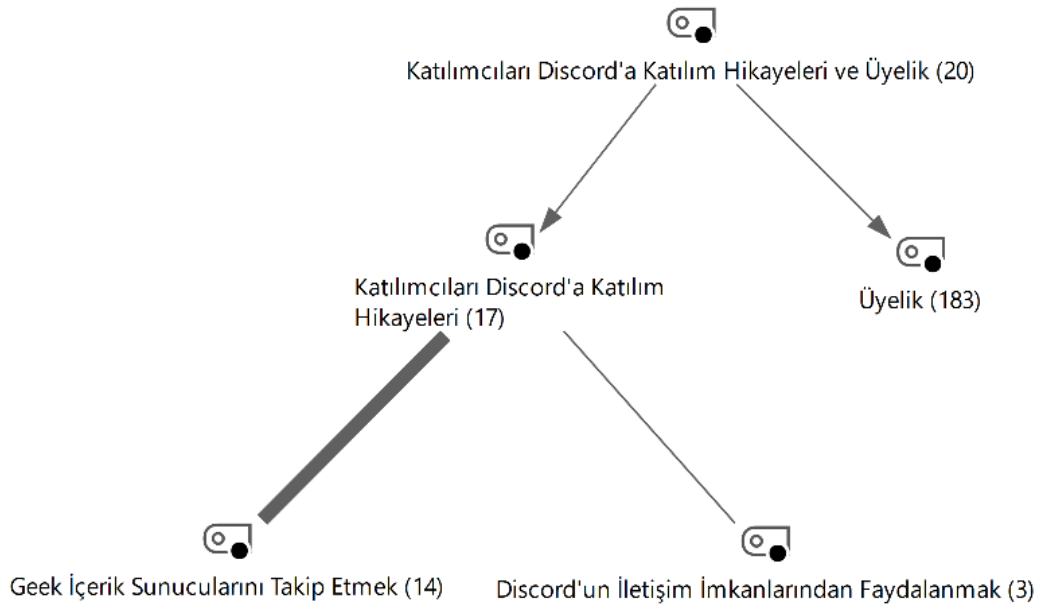 Katılımcıları Discord'a Katılım Hikayeleri ve Üyelik (20)
Katılımcıları Discord'a Katılım
Hikayeleri (17)
Üyelik (183)
Geek İçerik Sunucularını Takip Etmek (14)
Discord'un İletişim İmkanlarından Faydalanmak (3)